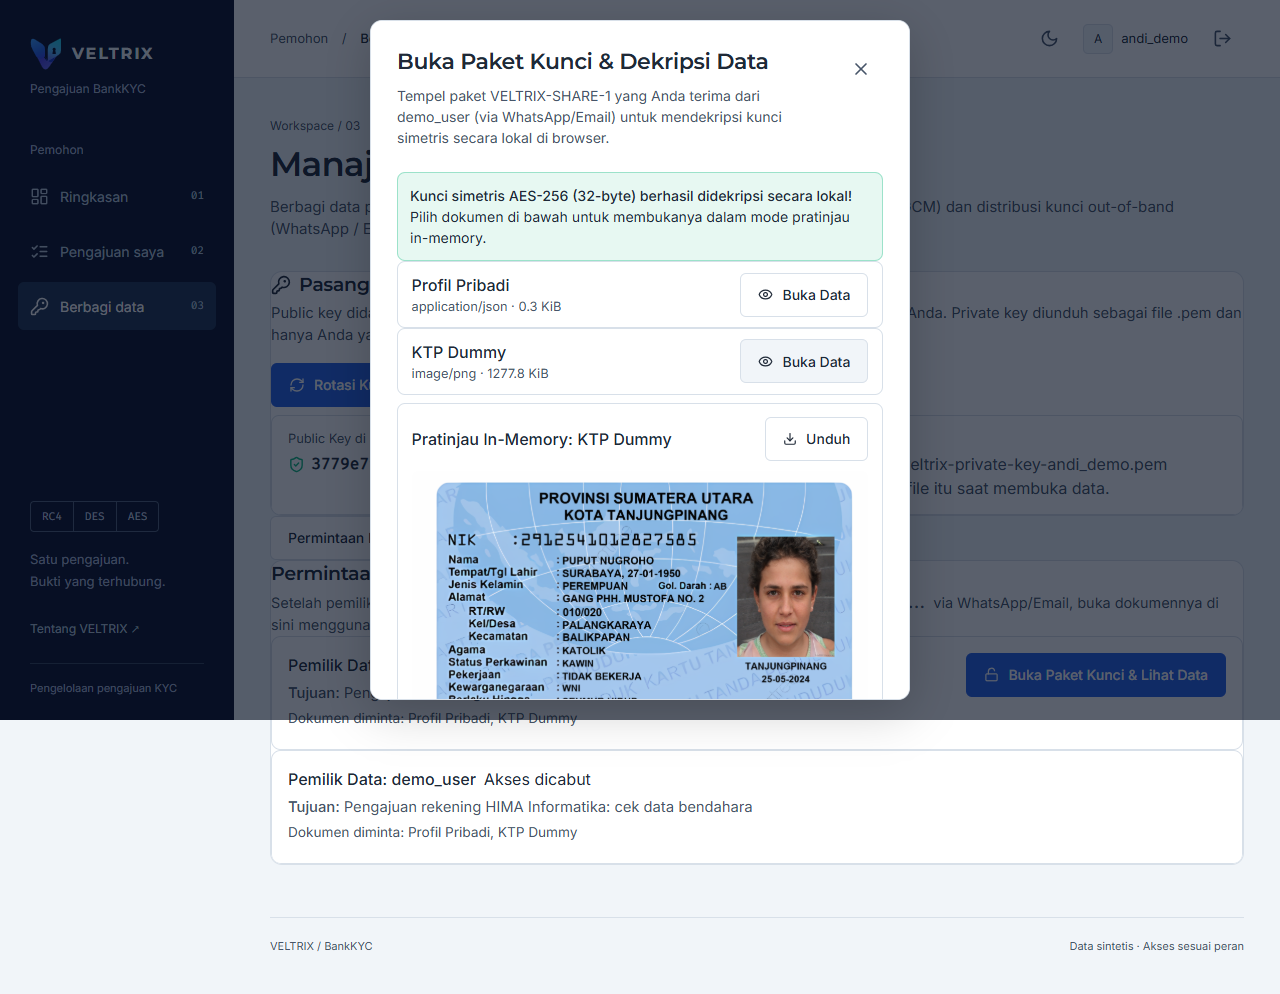 VELTRIX
Pengajuan BankKYC
Pemohon
Ringkasan 01
Pengajuan saya 02
Berbagi data 03
RC4 DES AES
Satu pengajuan.
Bukti yang terhubung.
Tentang VELTRIX ↗
Pengelolaan pengajuan KYC
Pemohon /
A andi_demo
Workspace / 03
Berbagi data
CM) dan distribusi kunci out-of-band
(WhatsApp /
Pasang
Public key
Anda. Private key diunduh sebagai file .pem dan
hanya Anda
Rotasi
Public Key di
3779e7
eltrix-private-key-andi_demo.pem
file itu saat membuka data.
Permintaan
Setelah
... via WhatsApp/Email, buka dokumennya di
sini
Pemilik
Tujuan:
Dokumen diminta: Profil Pribadi, KTP Dummy
Buka Paket Kunci & Lihat Data
Buka Paket Kunci & Dekripsi Data
Tempel paket VELTRIX-SHARE-1 yang Anda terima dari
demo_user (via WhatsApp/Email) untuk mendekripsi kunci
simetris secara lokal di browser.
Kunci simetris AES-256 (32-byte) berhasil didekripsi secara lokal!
Pilih dokumen di bawah untuk membukanya dalam mode pratinjau
in-memory.
Profil Pribadi
application/json · 0.3 KiB
Buka Data
KTP Dummy
image/png · 1277.8 KiB
Buka Data
Pratinjau In-Memory: KTP Dummy
Unduh
PROVINSI SUMATERA UTARA
KOTA TANJUNGPINANG
NIK :2912541012827585
Nama : PUPUT NUGROHO
Tempat/Tgl Lahir : SURABAYA, 27-01-1950
Jenis Kelamin : PEREMPUAN Gol. Darah : AB
Alamat : GANG PHH. MUSTOFA NO. 2
RT/RW : 010/020
Kel/Desa : PALANGKARAYA
Kecamatan : BALIKPAPAN
Agama : KATOLIK
Status Perkawinan : KAWIN
Pekerjaan : TIDAK BEKERJA
Kewarganegaraan : WNI
TANJUNGPINANG
25-05-2024
Pemilik Data: demo_user Akses dicabut
Tujuan: Pengajuan rekening HIMA Informatika: cek data bendahara
Dokumen diminta: Profil Pribadi, KTP Dummy
VELTRIX / BankKYC
Data sintetis · Akses sesuai peran